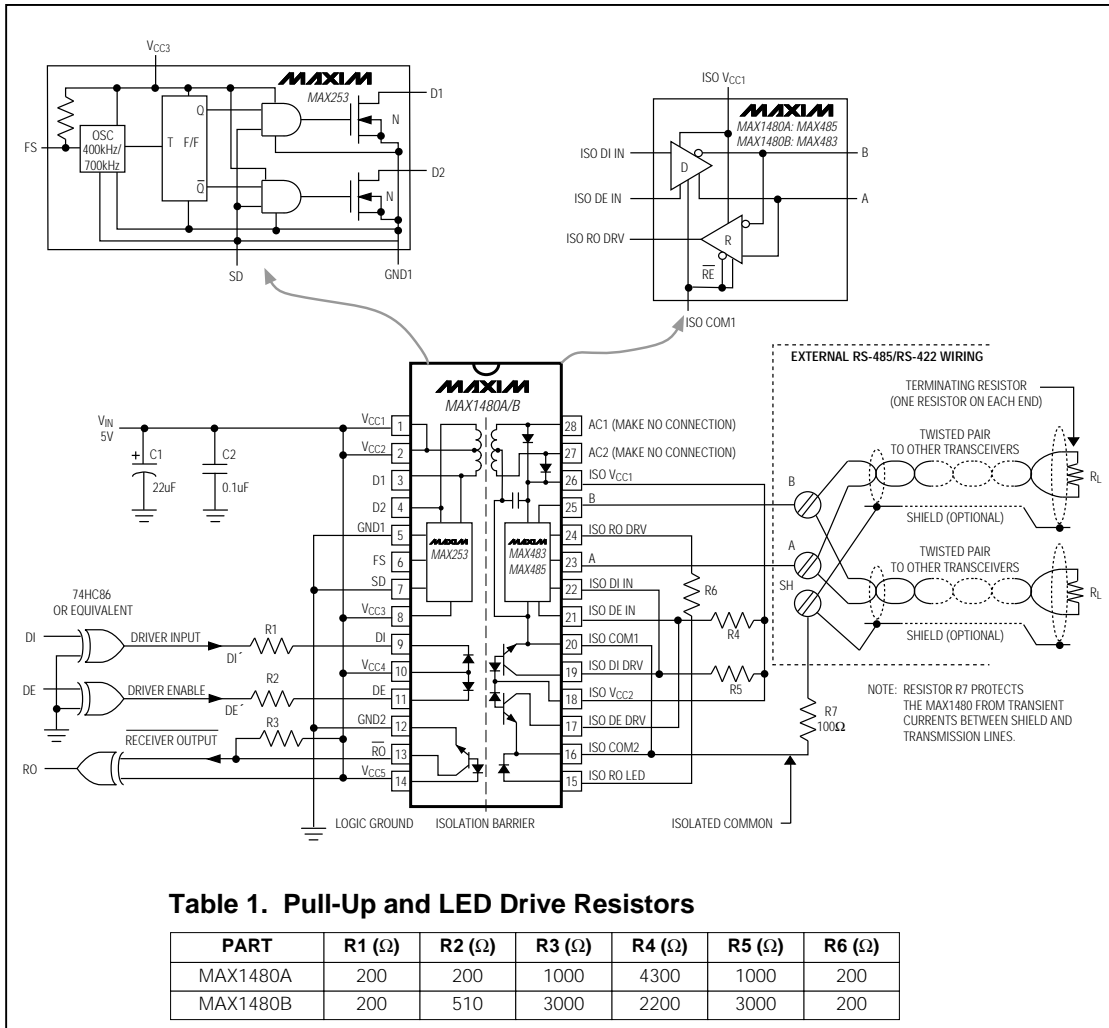 VCC3
MAXIM
MAX253
D1
Q
N
OSC
400kHz/
700kHz
T F/F
FS
D2
Q̅
N
SD
GND1
ISO VCC1
MAXIM
MAX1480A: MAX485
MAX1480B: MAX483
ISO DI IN
D
B
ISO DE IN
A
ISO RO DRV
R
R̅E̅
ISO COM1
VIN
5V
+
C1
22uF
C2
0.1uF
MAXIM
MAX1480A/B
VCC1 1
VCC2 2
D1 3
D2 4
GND1 5
FS 6
SD 7
VCC3 8
DI 9
VCC4 10
DE 11
GND2 12
R̅O̅ 13
VCC5 14
MAXIM
MAX253
MAXIM
MAX483
MAX485
28 AC1 (MAKE NO CONNECTION)
27 AC2 (MAKE NO CONNECTION)
26 ISO VCC1
25 B
24 ISO RO DRV
23 A
22 ISO DI IN
21 ISO DE IN
20 ISO COM1
19 ISO DI DRV
18 ISO VCC2
17 ISO DE DRV
16 ISO COM2
15 ISO RO LED
74HC86
OR EQUIVALENT
DI
DRIVER INPUT
DI´
R1
DE
DRIVER ENABLE
DE´
R2
R3
R̅E̅C̅E̅I̅V̅E̅R̅ O̅U̅T̅P̅U̅T̅
RO
LOGIC GROUND
ISOLATION BARRIER
ISOLATED COMMON
R6
R4
R5
R7
100Ω
EXTERNAL RS-485/RS-422 WIRING
TERMINATING RESISTOR
(ONE RESISTOR ON EACH END)
TWISTED PAIR
TO OTHER TRANSCEIVERS
B
RL
SHIELD (OPTIONAL)
A
TWISTED PAIR
TO OTHER TRANSCEIVERS
SH
RL
SHIELD (OPTIONAL)
NOTE: RESISTOR R7 PROTECTS
THE MAX1480 FROM TRANSIENT
CURRENTS BETWEEN SHIELD AND
TRANSMISSION LINES.
Table 1. Pull-Up and LED Drive Resistors
PART R1 (Ω) R2 (Ω) R3 (Ω) R4 (Ω) R5 (Ω) R6 (Ω)
MAX1480A 200 200 1000 4300 1000 200
MAX1480B 200 510 3000 2200 3000 200